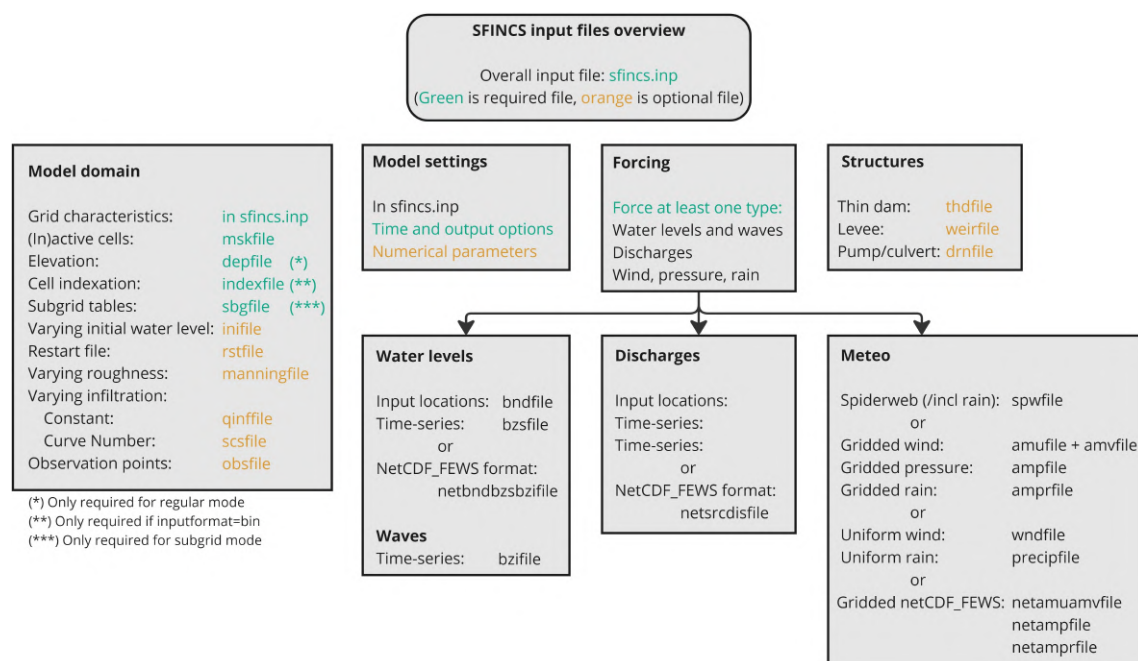 SFINCS input files overview
Overall input file: sfincs.inp
(Green is required file, orange is optional file)
Model domain
Grid characteristics: in sfincs.inp
(In)active cells: mskfile
Elevation: depfile (*)
Cell indexation: indexfile (**)
Subgrid tables: sbgfile (***)
Varying initial water level: inifile
Restart file: rstfile
Varying roughness: manningfile
Varying infiltration:
Constant: qinffile
Curve Number: scsfile
Observation points: obsfile
(*) Only required for regular mode
(**) Only required if inputformat=bin
(***) Only required for subgrid mode
Model settings
In sfincs.inp
Time and output options
Numerical parameters
Forcing
Force at least one type:
Water levels and waves
Discharges
Wind, pressure, rain
Structures
Thin dam: thdfile
Levee: weirfile
Pump/culvert: drnfile
Water levels
Input locations: bndfile
Time-series: bzsfile
or
NetCDF_FEWS format:
netbndbzsbzifile
Waves
Time-series: bzifile
Discharges
Input locations:
Time-series:
Time-series:
or
NetCDF_FEWS format:
netsrcdisfile
Meteo
Spiderweb (/incl rain): spwfile
or
Gridded wind: amufile + amvfile
Gridded pressure: ampfile
Gridded rain: amprfile
or
Uniform wind: wndfile
Uniform rain: precipfile
or
Gridded netCDF_FEWS: netamuamvfile
netampfile
netamprfile